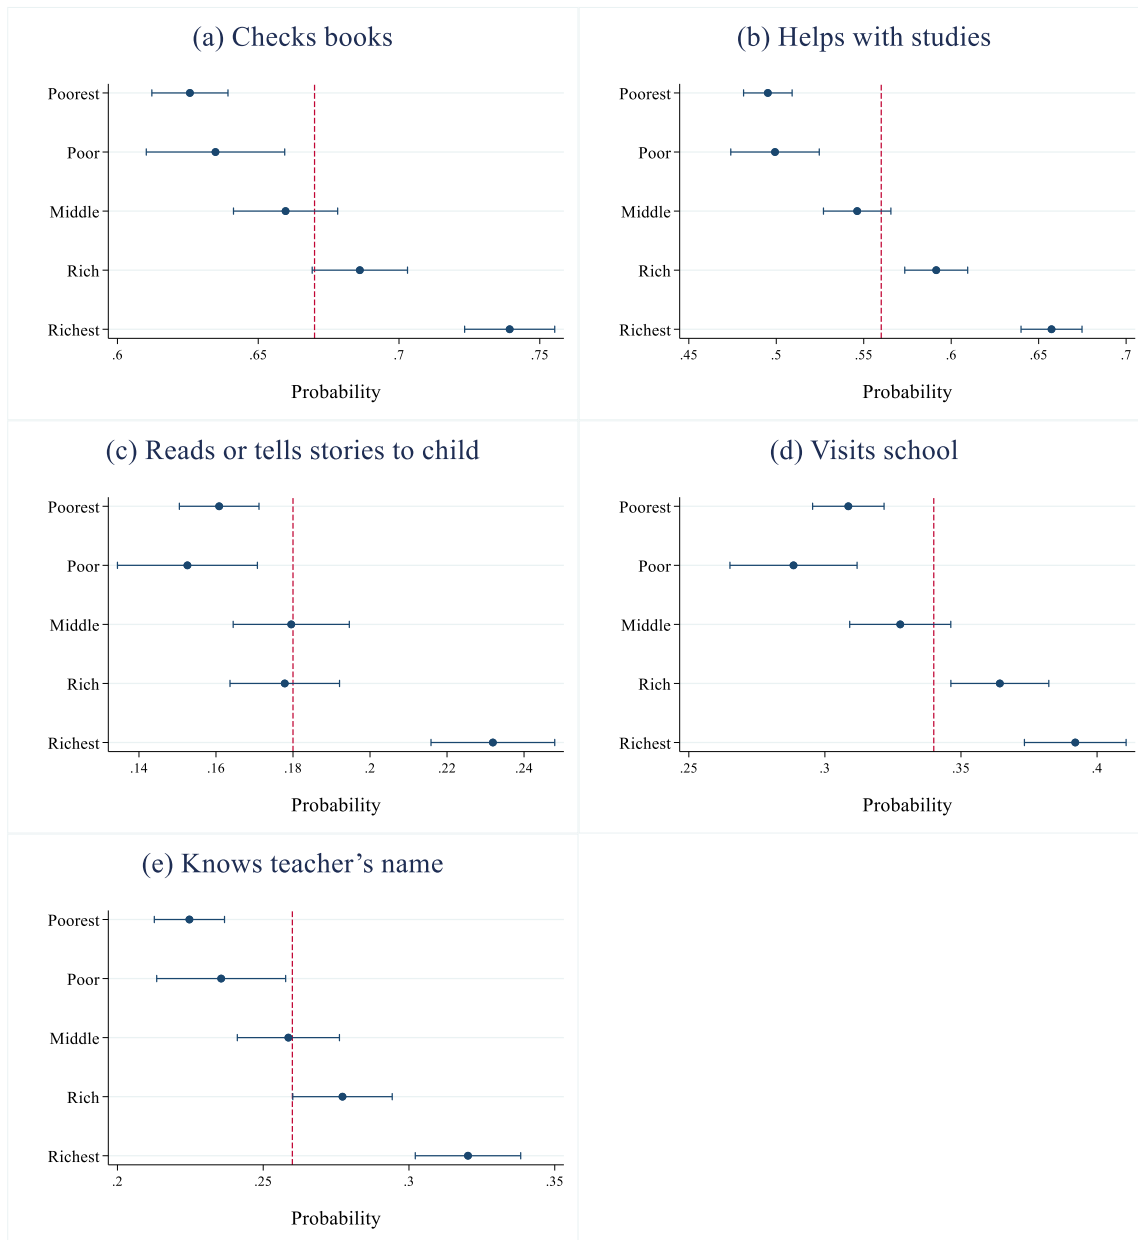 (a) Checks books
Poorest
Poor
Middle
Rich
Richest
.6 .65 .7 .75
Probability
(b) Helps with studies
Poorest
Poor
Middle
Rich
Richest
.45 .5 .55 .6 .65 .7
Probability
(c) Reads or tells stories to child
Poorest
Poor
Middle
Rich
Richest
.14 .16 .18 .2 .22 .24
Probability
(d) Visits school
Poorest
Poor
Middle
Rich
Richest
.25 .3 .35 .4
Probability
(e) Knows teacher’s name
Poorest
Poor
Middle
Rich
Richest
.2 .25 .3 .35
Probability